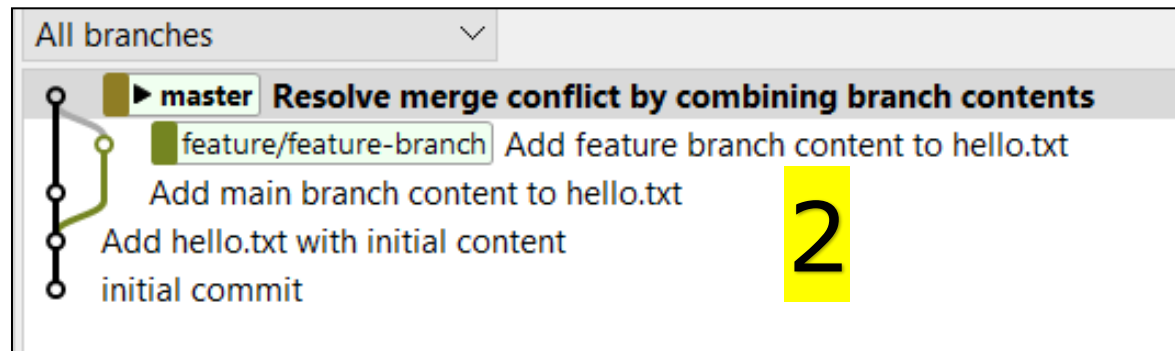 All branches
master Resolve merge conflict by combining branch contents
feature/feature-branch Add feature branch content to hello.txt
Add main branch content to hello.txt
2
Add hello.txt with initial content
initial commit